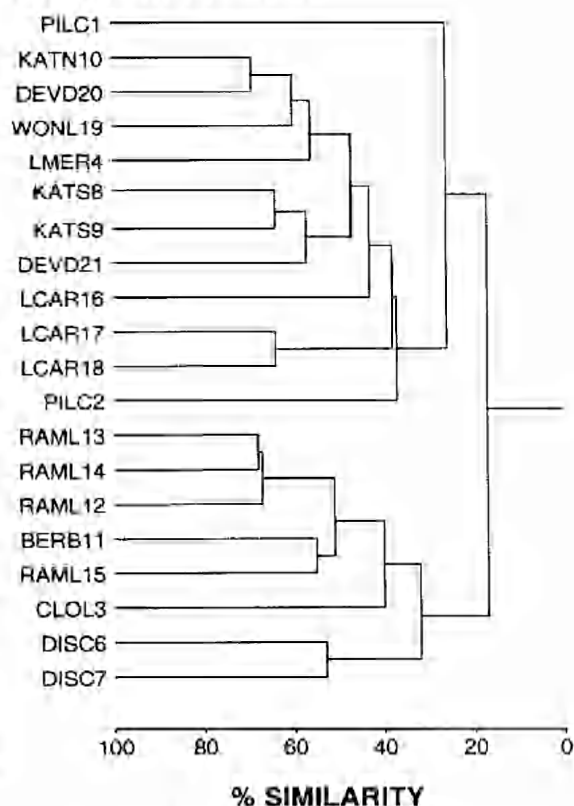 PILC1
KATN10
DEVD20
WONL19
LMER4
KATS8
KATS9
DEVD21
LCAR16
LCAR17
LCAR18
PILC2
RAML13
RAML14
RAML12
BERB11
RAML15
CLOL3
DISC6
DISC7
100 80 60 40 20 0
% SIMILARITY